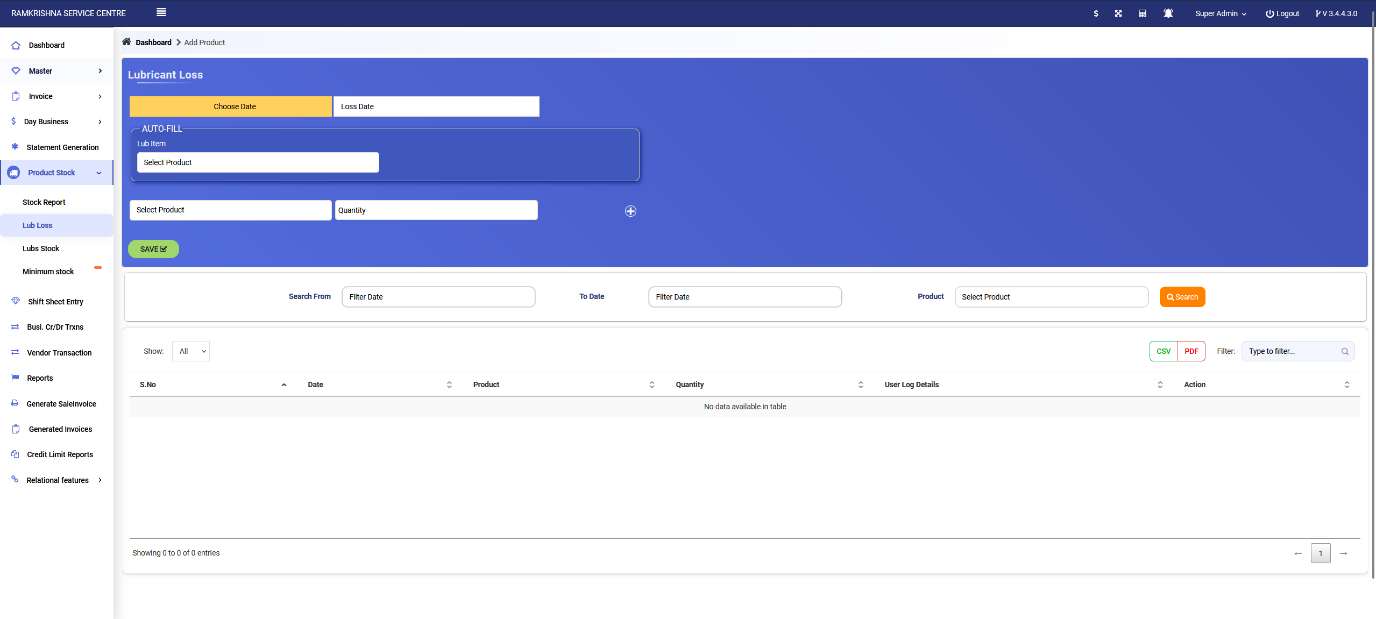 RAMKRISHNA SERVICE CENTRE
$ Super Admin Logout V 3.4.4.3.0
Dashboard
Master
Invoice
Day Business
Statement Generation
Product Stock
Stock Report
Lub Loss
Lubs Stock
Minimum stock
Shift Sheet Entry
Busi. Cr/Dr Trxns
Vendor Transaction
Reports
Generate SaleInvoice
Generated Invoices
Credit Limit Reports
Relational features
Dashboard Add Product
Lubricant Loss
Choose Date Loss Date
AUTO-FILL
Lub Item
Select Product
Select Product Quantity
SAVE
Search From Filter Date To Date Filter Date Product Select Product Search
Show: All CSV PDF Filter: Type to filter...
S.No Date Product Quantity User Log Details Action
No data available in table
Showing 0 to 0 of 0 entries ← 1 →